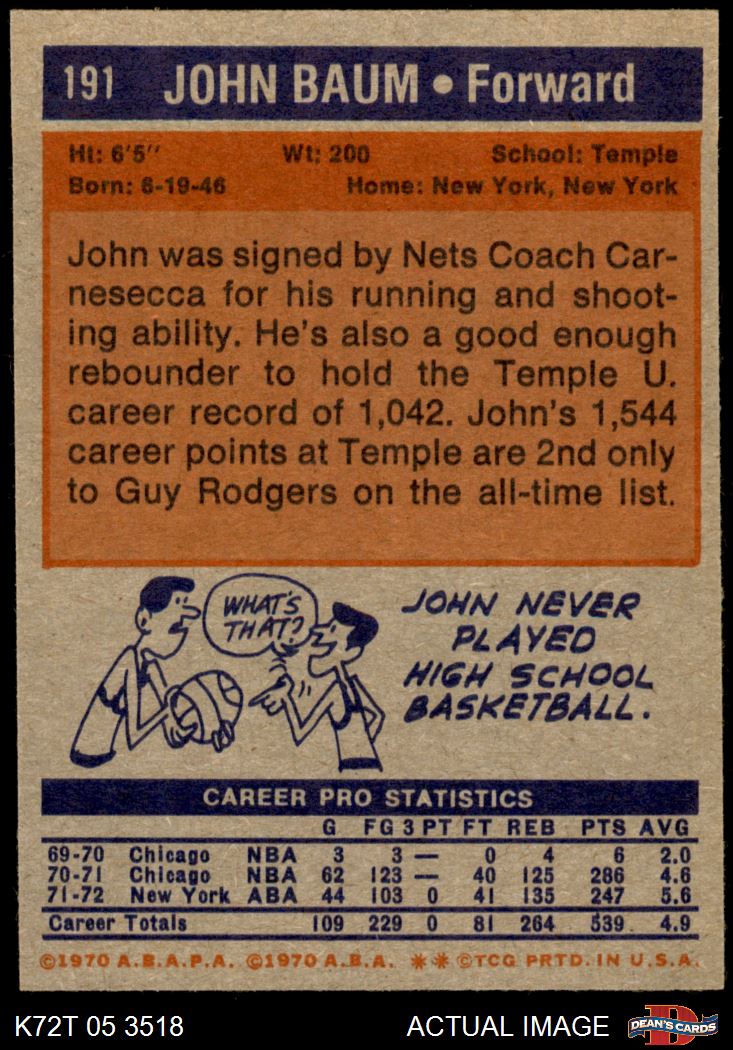 191 JOHN BAUM • Forward
Ht: 6'5" Wt: 200 School: Temple
Born: 6-19-46 Home: New York, New York
John was signed by Nets Coach Car-
nesecca for his running and shoot-
ing ability. He's also a good enough
rebounder to hold the Temple U.
career record of 1,042. John's 1,544
career points at Temple are 2nd only
to Guy Rodgers on the all-time list.
WHAT'S
THAT?
JOHN NEVER
PLAYED
HIGH SCHOOL
BASKETBALL.
CAREER PRO STATISTICS
G FG 3 PT FT REB PTS AVG
69-70 Chicago NBA 3 3 — 0 4 6 2.0
70-71 Chicago NBA 62 123 — 40 125 286 4.6
71-72 New York ABA 44 103 0 41 135 247 5.6
Career Totals 109 229 0 81 264 539 4.9
©1970 A.B.A.P.A. ©1970 A.B.A. ** ©TCG PRTD. IN U.S.A.
K72T 05 3518 ACTUAL IMAGE DEAN'S CARDS